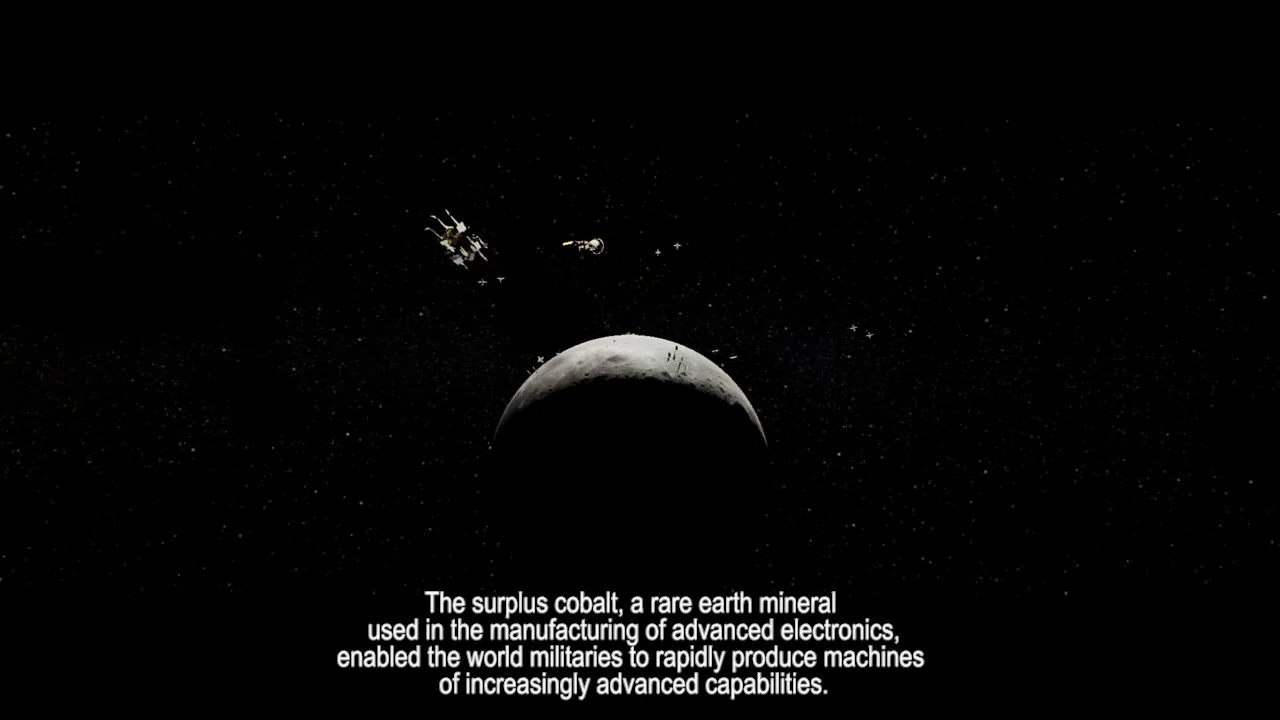 The surplus cobalt, a rare earth mineral
used in the manufacturing of advanced electronics,
enabled the world militaries to rapidly produce machines
of increasingly advanced capabilities.